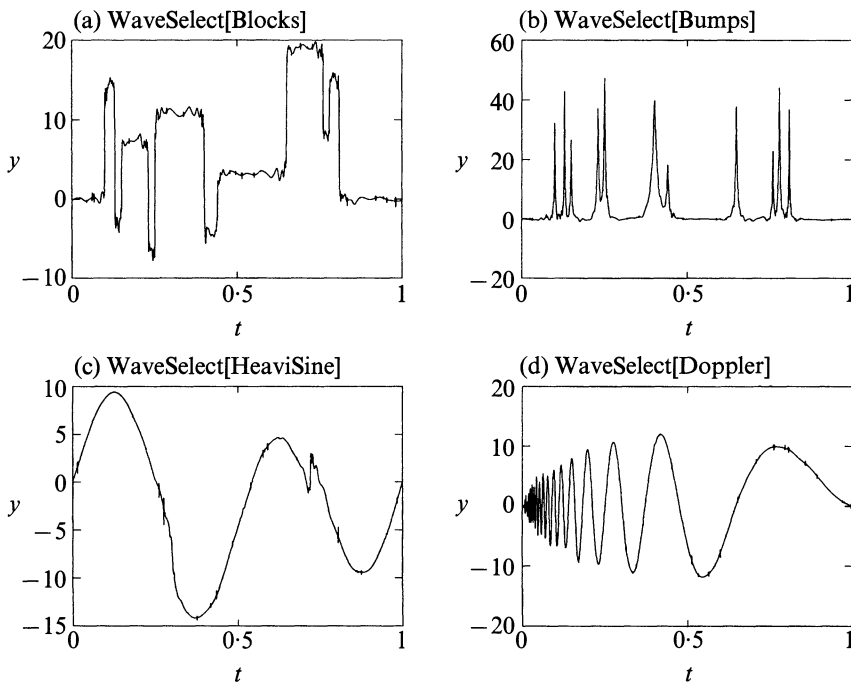 (a) WaveSelect[Blocks]
20
10
y
0
−10
0
0·5
1
t
(b) WaveSelect[Bumps]
60
40
y
20
0
−20
0
0·5
1
t
(c) WaveSelect[HeaviSine]
10
5
0
y
−5
−10
−15
0
0·5
1
t
(d) WaveSelect[Doppler]
20
10
y
0
−10
−20
0
0·5
1
t